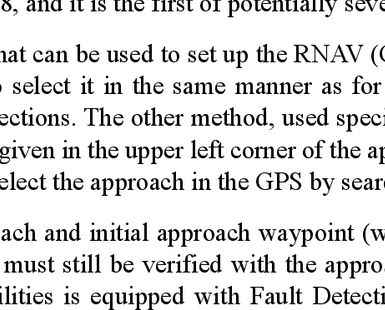 8, and it is the first of potentially seve
hat can be used to set up the RNAV (
select it in the same manner as for
ections. The other method, used speci
given in the upper left corner of the ap
elect the approach in the GPS by sear
ach and initial approach waypoint (w
must still be verified with the appro
ilities is equipped with Fault Detecti